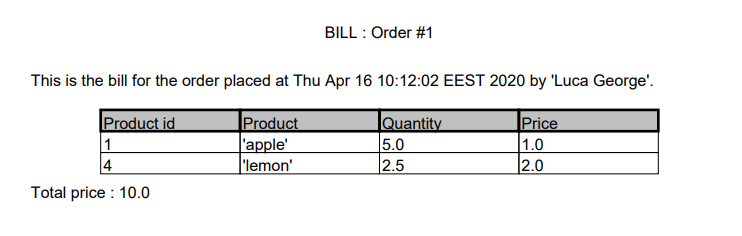 BILL : Order #1
This is the bill for the order placed at Thu Apr 16 10:12:02 EEST 2020 by 'Luca George'.
Product id Product Quantity Price
1 'apple' 5.0 1.0
4 'lemon' 2.5 2.0
Total price : 10.0